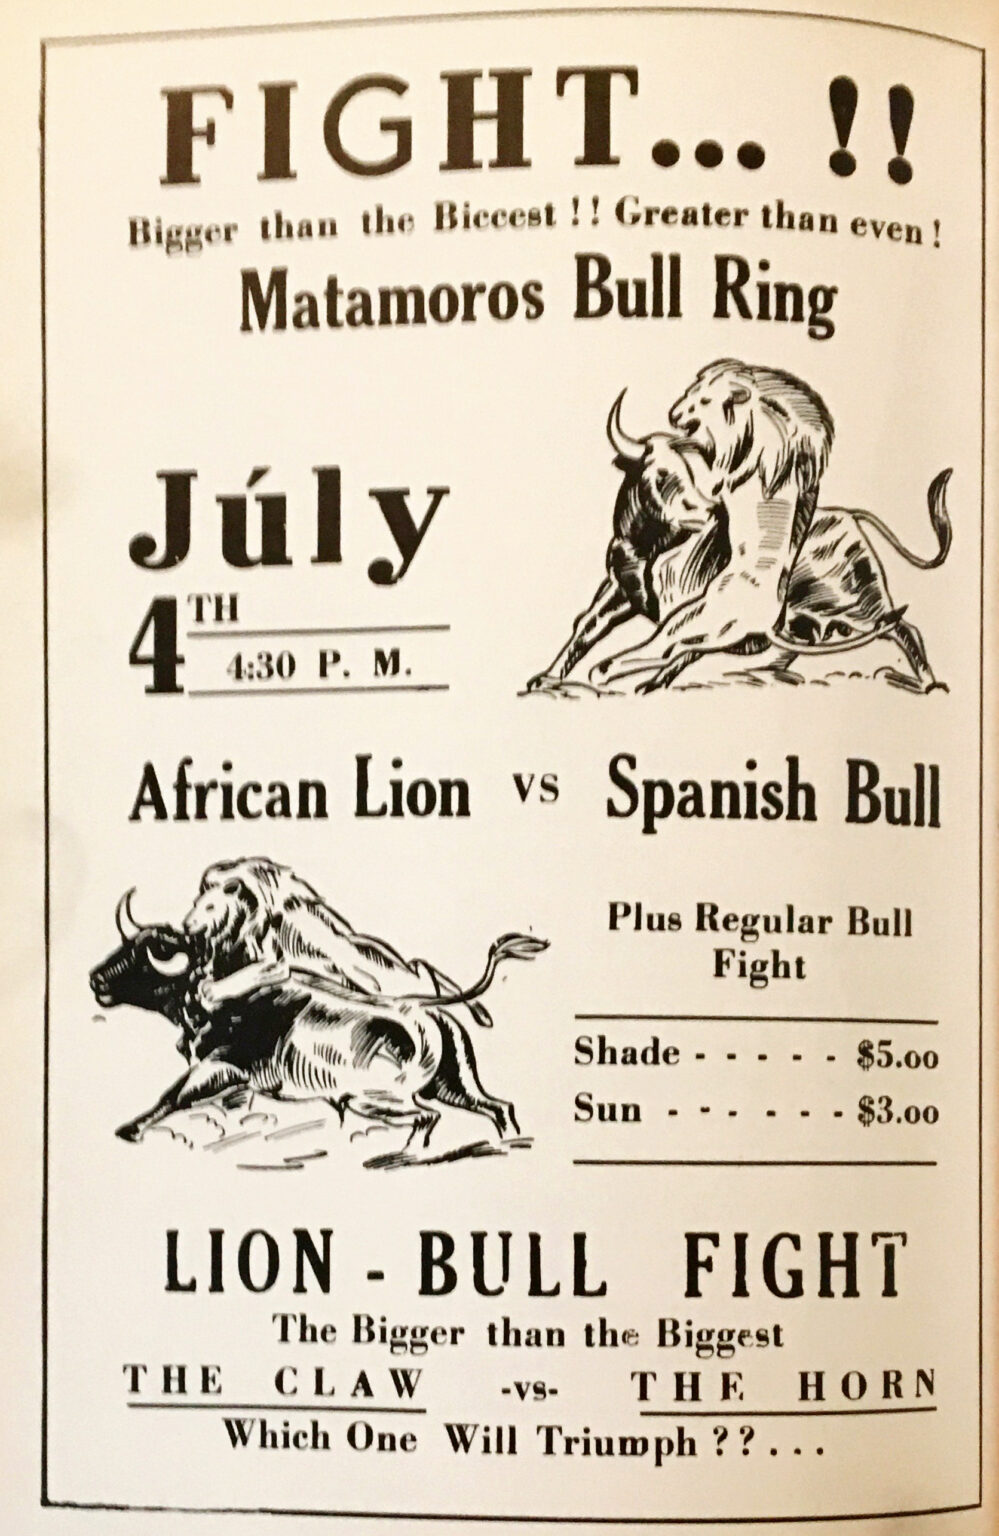 FIGHT... !!
Bigger than the Biccest !! Greater than even!
Matamoros Bull Ring
Júly
4TH
4:30 P. M.
African Lion vs Spanish Bull
Plus Regular Bull
Fight
Shade - - - - - $5.00
Sun - - - - - - $3.00
LION - BULL FIGHT
The Bigger than the Biggest
THE CLAW -vs- THE HORN
Which One Will Triumph ??...